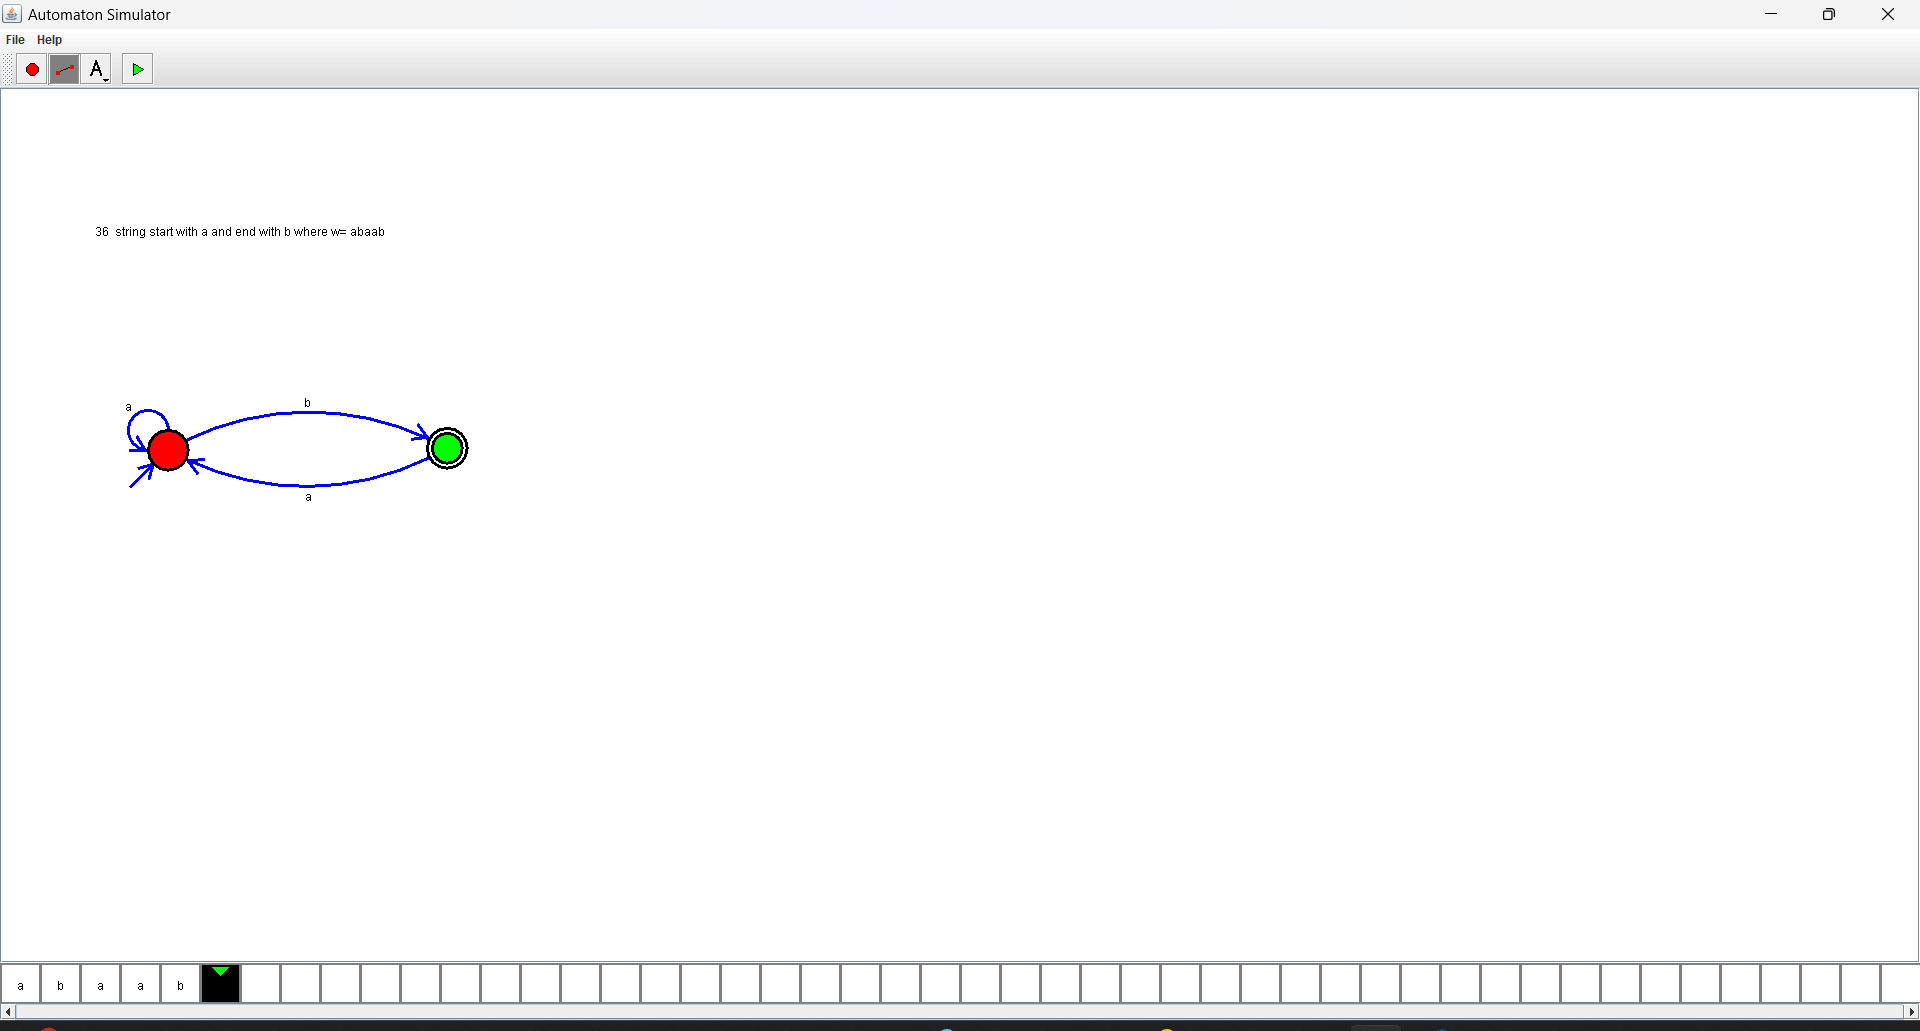 Automaton Simulator
File Help
A
36 string start with a and end with b where w= abaab
a
b
a
a b a a b